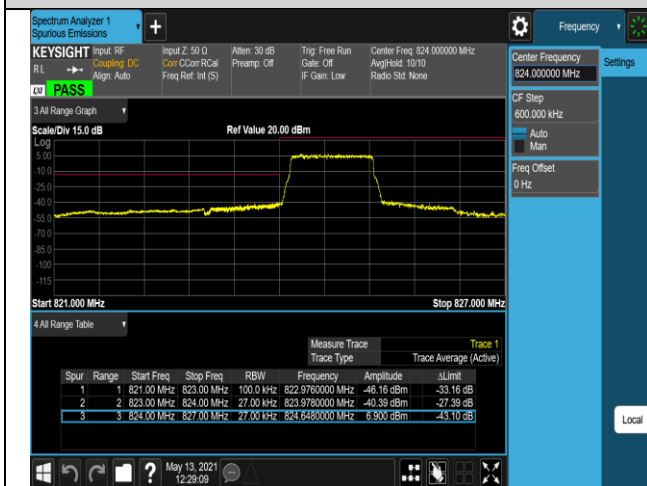 Spectrum Analyzer 1
Spurious Emissions
+
Frequency
KEYSIGHT Input: RF Input Z: 50 Ω Atten: 30 dB Trig: Free Run Center Freq: 824.000000 MHz
RL Coupling: DC Corr CCorr RCal Preamp: Off Gate: Off Avg|Hold: 10/10
Align: Auto Freq Ref: Int (S) IF Gain: Low Radio Std: None
LXI PASS
Center Frequency
824.000000 MHz
Settings
CF Step
600.000 kHz
Auto
Man
Freq Offset
0 Hz
3 All Range Graph
Scale/Div 15.0 dB Ref Value 20.00 dBm
Log
5.00
-10.0
-25.0
-40.0
-55.0
-70.0
-85.0
-100
-115
Start 821.000 MHz Stop 827.000 MHz
4 All Range Table
Measure Trace Trace 1
Trace Type Trace Average (Active)
Spur Range Start Freq Stop Freq RBW Frequency Amplitude ΔLimit
1 1 821.00 MHz 823.00 MHz 100.0 kHz 822.9760000 MHz -46.16 dBm -33.16 dB
2 2 823.00 MHz 824.00 MHz 27.00 kHz 823.9780000 MHz -40.39 dBm -27.39 dB
3 3 824.00 MHz 827.00 MHz 27.00 kHz 824.6480000 MHz 6.900 dBm -43.10 dB
Local
? May 13, 2021
12:29:09